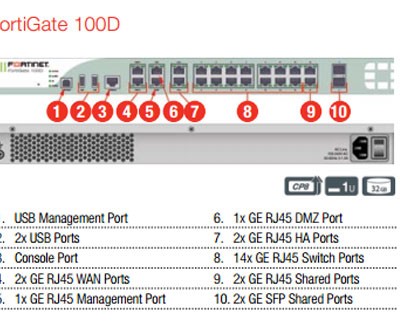 ortiGate 100D
FORTINET
FORTIGATE 100D
1 2 3 4 5 6 7 8 9 10
CP8 1U 32GB
. USB Management Port
2. 2x USB Ports
. Console Port
. 2x GE RJ45 WAN Ports
. 1x GE RJ45 Management Port
6. 1x GE RJ45 DMZ Port
7. 2x GE RJ45 HA Ports
8. 14x GE RJ45 Switch Ports
9. 2x GE RJ45 Shared Ports
10. 2x GE SFP Shared Ports